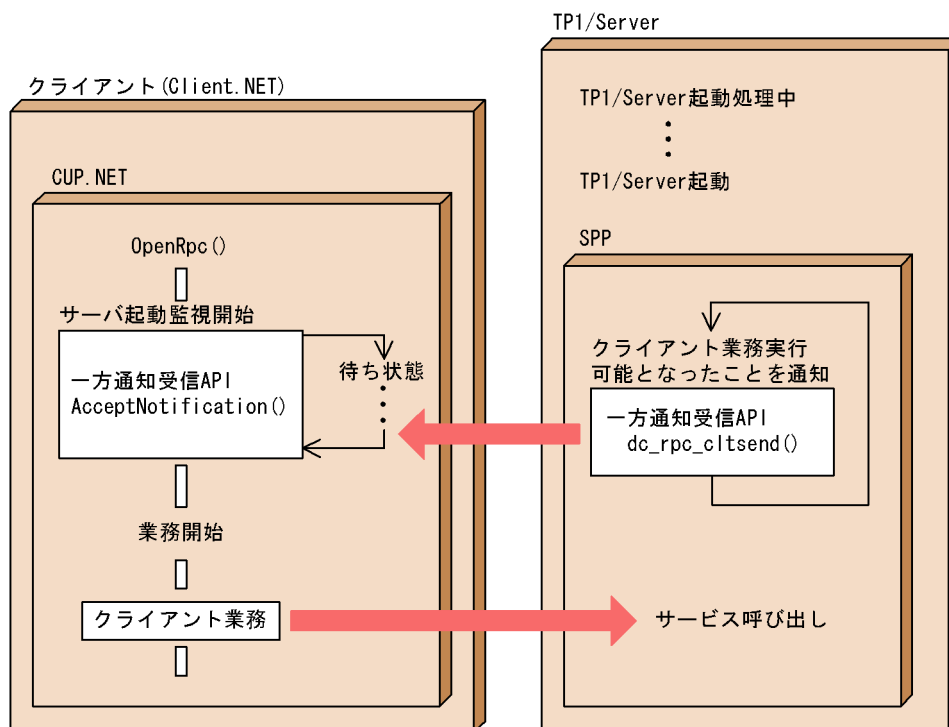 クライアント(Client.NET)
CUP.NET
OpenRpc()
サーバ起動監視開始
一方通知受信API
AcceptNotification()
待ち状態
業務開始
クライアント業務
TP1/Server
TP1/Server起動処理中
TP1/Server起動
SPP
クライアント業務実行
可能となったことを通知
一方通知受信API
dc_rpc_cltsend()
サービス呼び出し